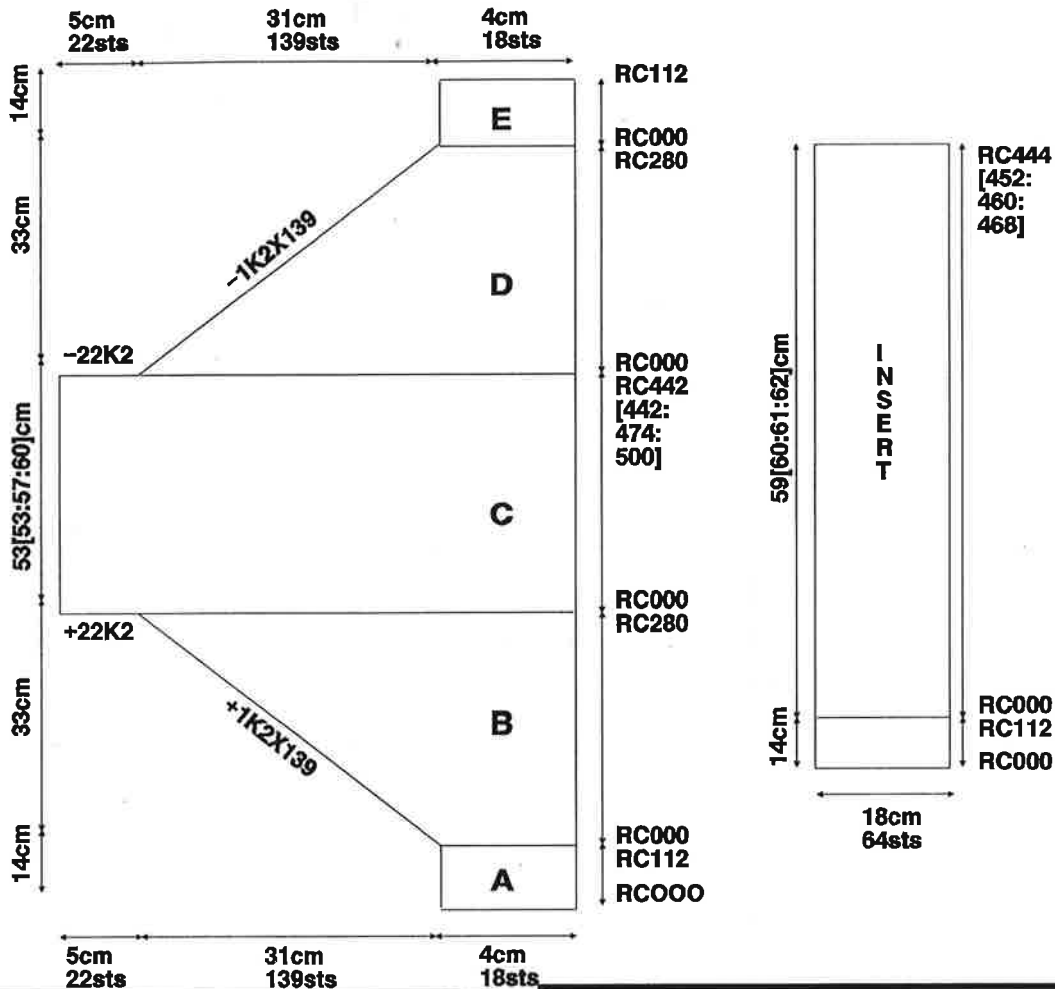 5cm
22sts
31cm
139sts
4cm
18sts
14cm
33cm
53[53:57:60]cm
33cm
14cm
E
D
C
B
A
-1K2X139
-22K2
+22K2
+1K2X139
RC112
RC000
RC280
RC000
RC442
[442:
474:
500]
RC000
RC280
RC000
RC112
RCOOO
5cm
22sts
31cm
139sts
4cm
18sts
59[60:61:62]cm
14cm
INSERT
RC444
[452:
460:
468]
RC000
RC112
RC000
18cm
64sts